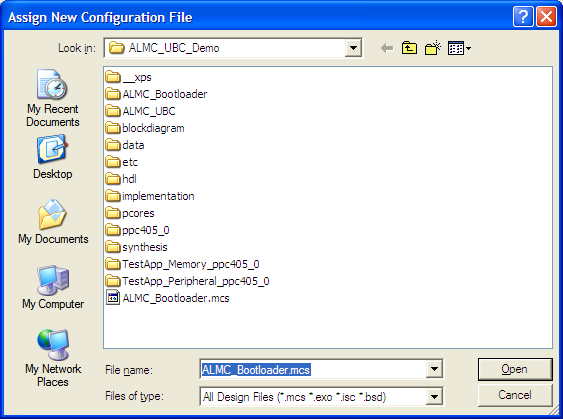 Assign New Configuration File
Look in: ALMC_UBC_Demo
My Recent
Documents
Desktop
My Documents
My Computer
My Network
Places
__xps
ALMC_Bootloader
ALMC_UBC
blockdiagram
data
etc
hdl
implementation
pcores
ppc405_0
synthesis
TestApp_Memory_ppc405_0
TestApp_Peripheral_ppc405_0
ALMC_Bootloader.mcs
File name: ALMC_Bootloader.mcs Open
Files of type: All Design Files (*.mcs *.exo *.isc *.bsd) Cancel